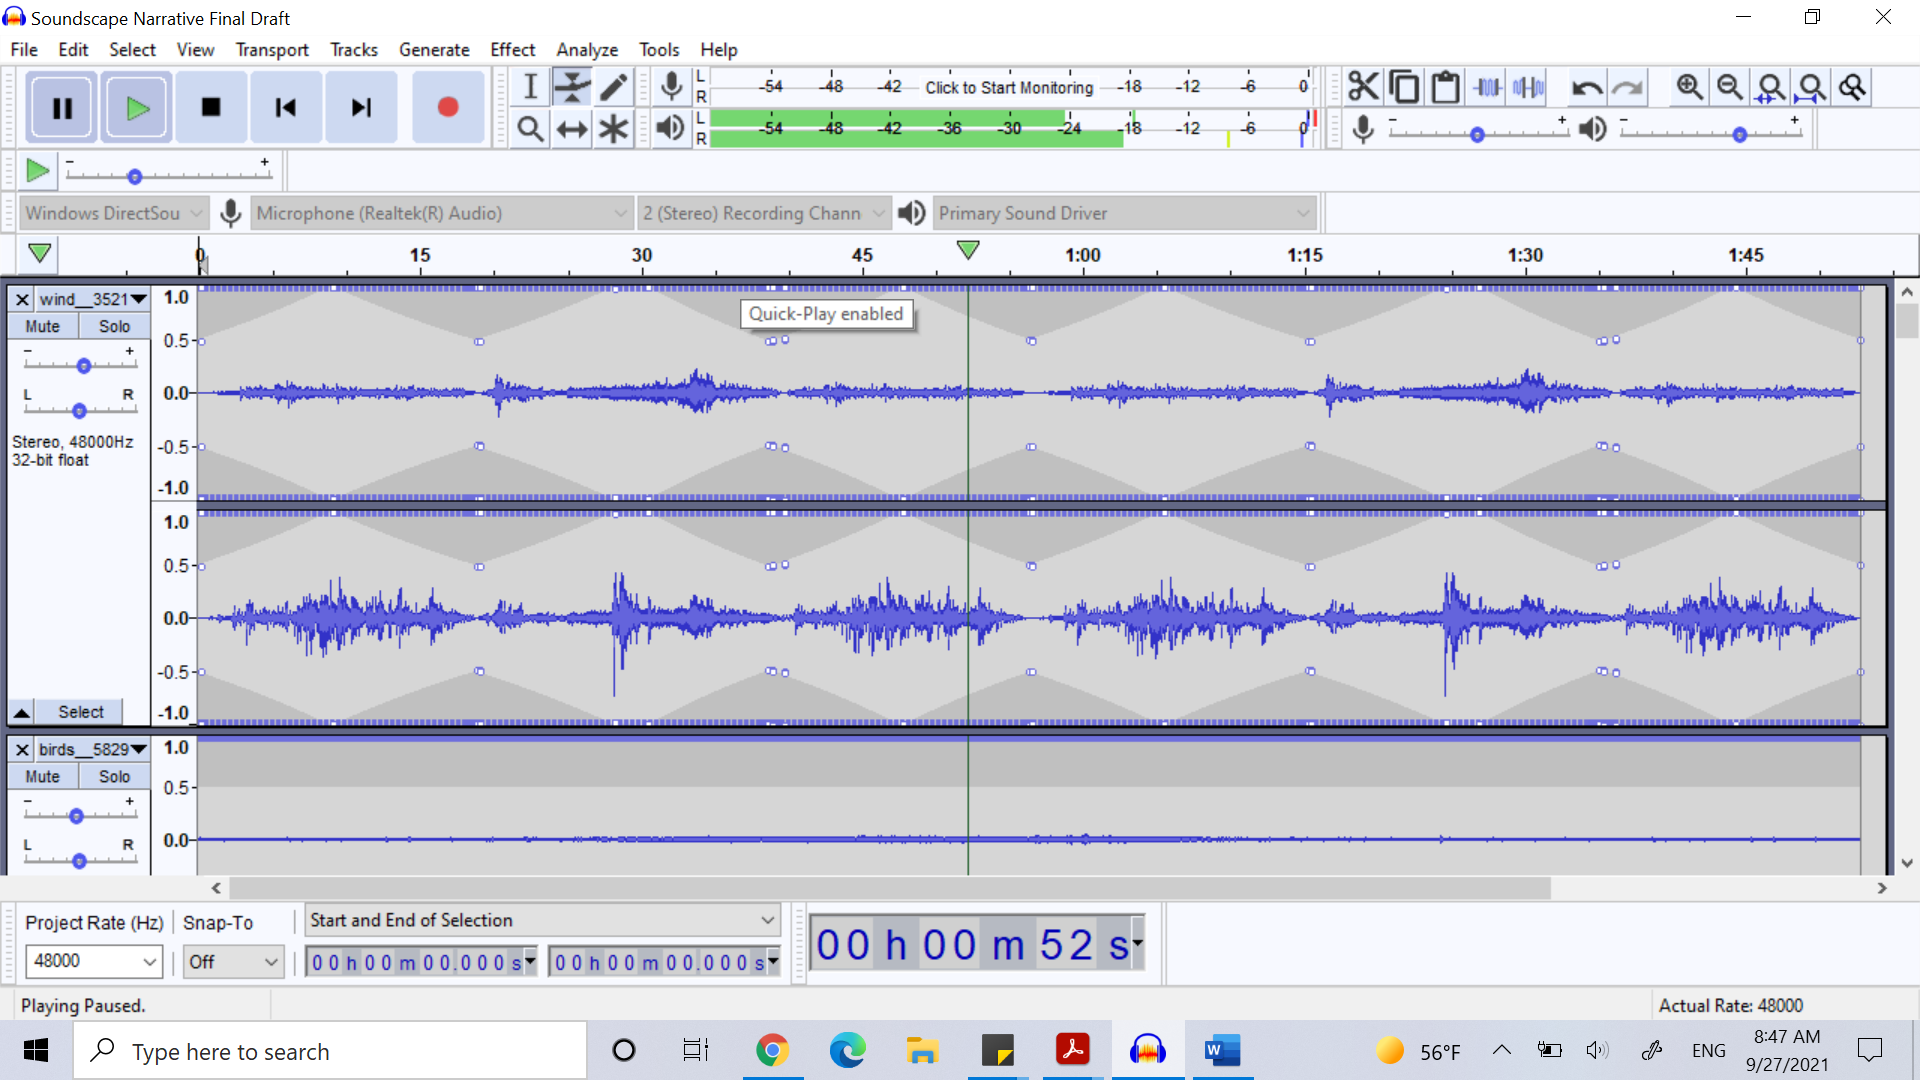 Soundscape Narrative Final Draft
File Edit Select View Transport Tracks Generate Effect Analyze Tools Help
L
R
-54 -48 -42 Click to Start Monitoring -18 -12 -6 0
L
R
-54 -48 -42 -36 -30 -24 -18 -12 -6 0
- +
- +
- +
Windows DirectSou
Microphone (Realtek(R) Audio)
2 (Stereo) Recording Chann
Primary Sound Driver
0 15 30 45 1:00 1:15 1:30 1:45
wind__3521
Mute Solo
- +
L R
Stereo, 48000Hz
32-bit float
Select
1.0
0.5
0.0
-0.5
-1.0
1.0
0.5
0.0
-0.5
-1.0
Quick-Play enabled
birds__5829
Mute Solo
- +
L R
1.0
0.5
0.0
Project Rate (Hz)
48000
Snap-To
Off
Start and End of Selection
00 h 00 m 00.000 s
00 h 00 m 00.000 s
00 h 00 m 52 s
Playing Paused.
Actual Rate: 48000
Type here to search
W
56°F
ENG
8:47 AM
9/27/2021